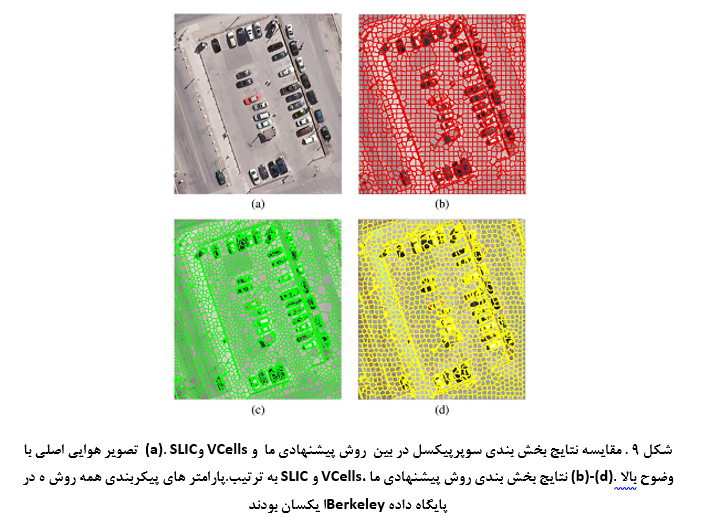 (a)
(b)
(c)
(d)
شکل ۹ . مقایسه نتایج بخش بندی سوپرپیکسل در بین روش پیشنهادی ما و VCells و SLIC. (a) تصویر هوایی اصلی با
وضوح بالا .(d)-(b) نتایج بخش بندی روش پیشنهادی ما ،VCells و SLIC به ترتیب.پارامتر های پیکربندی همه روش ه در
پایگاه داده Berkeleyا یکسان بودند